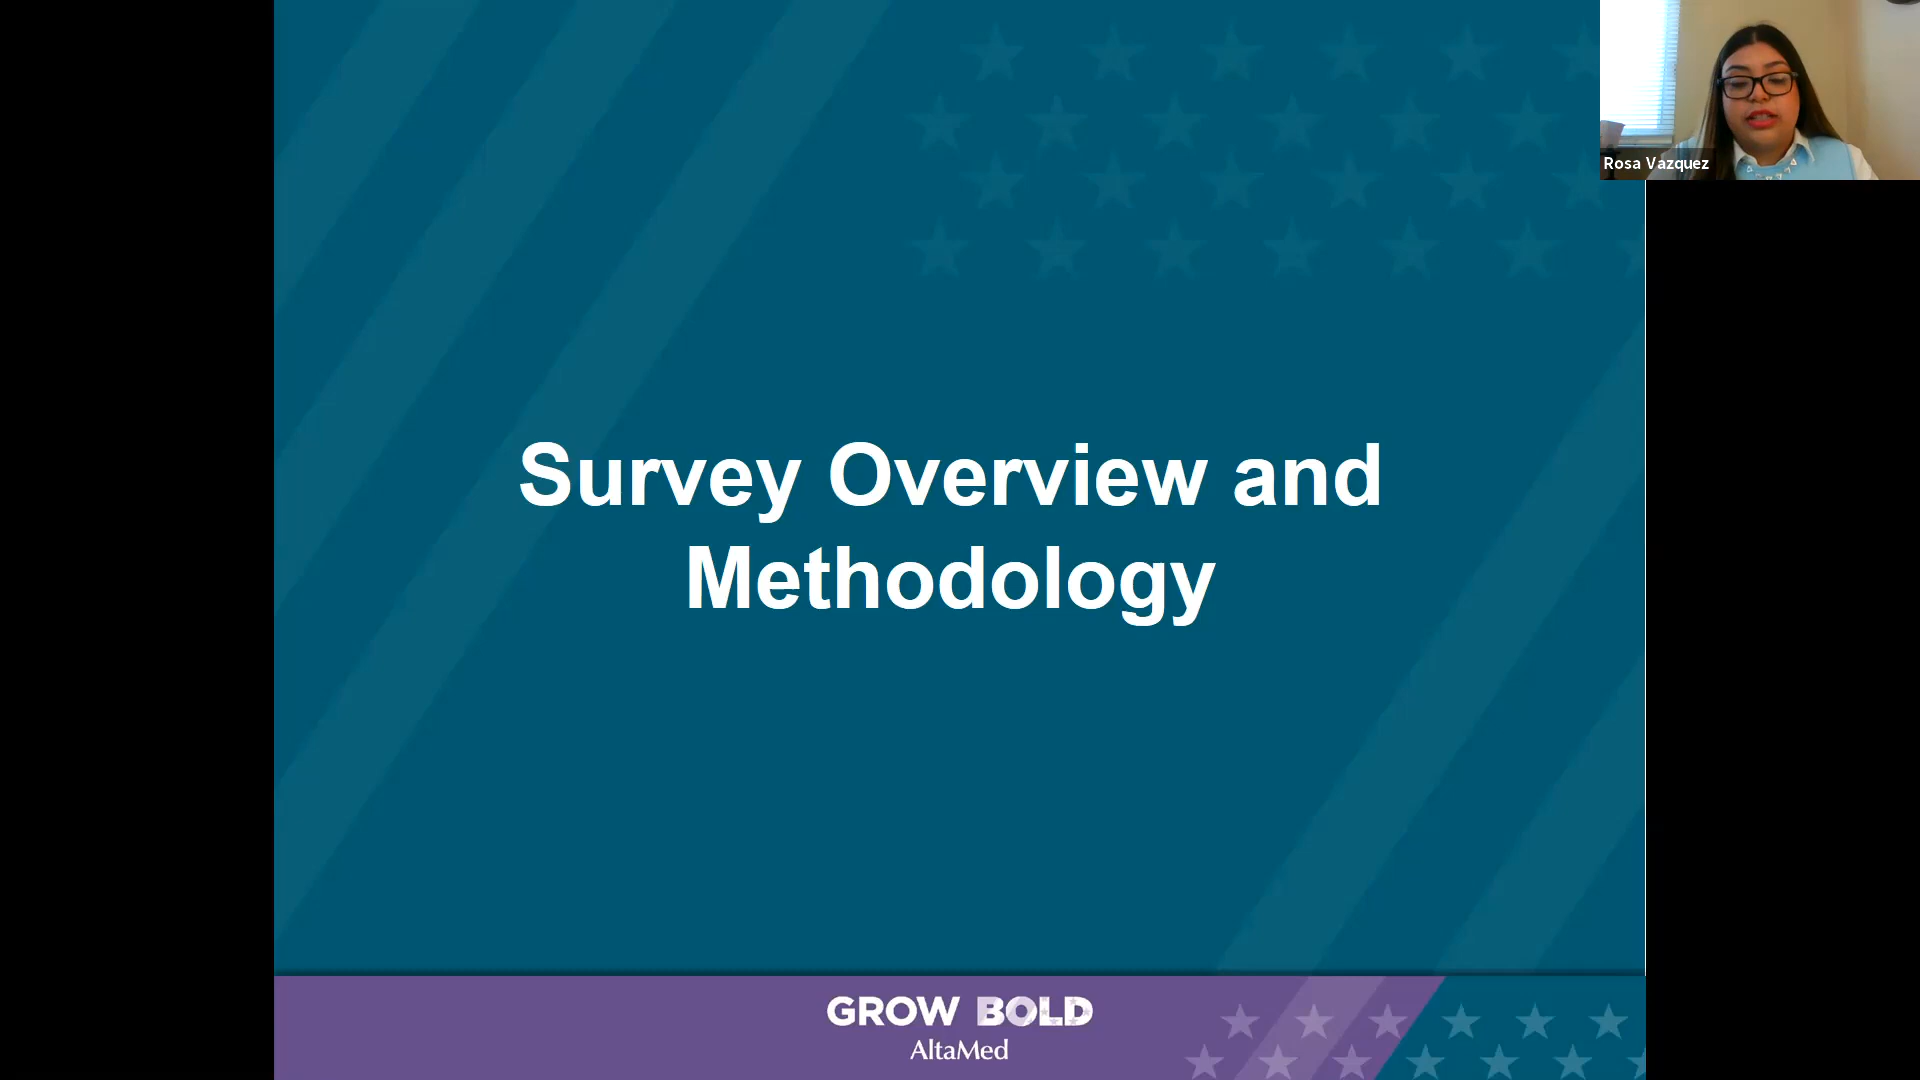 Rosa Vazquez
Survey Overview and
Methodology
GROW BOLD
AltaMed